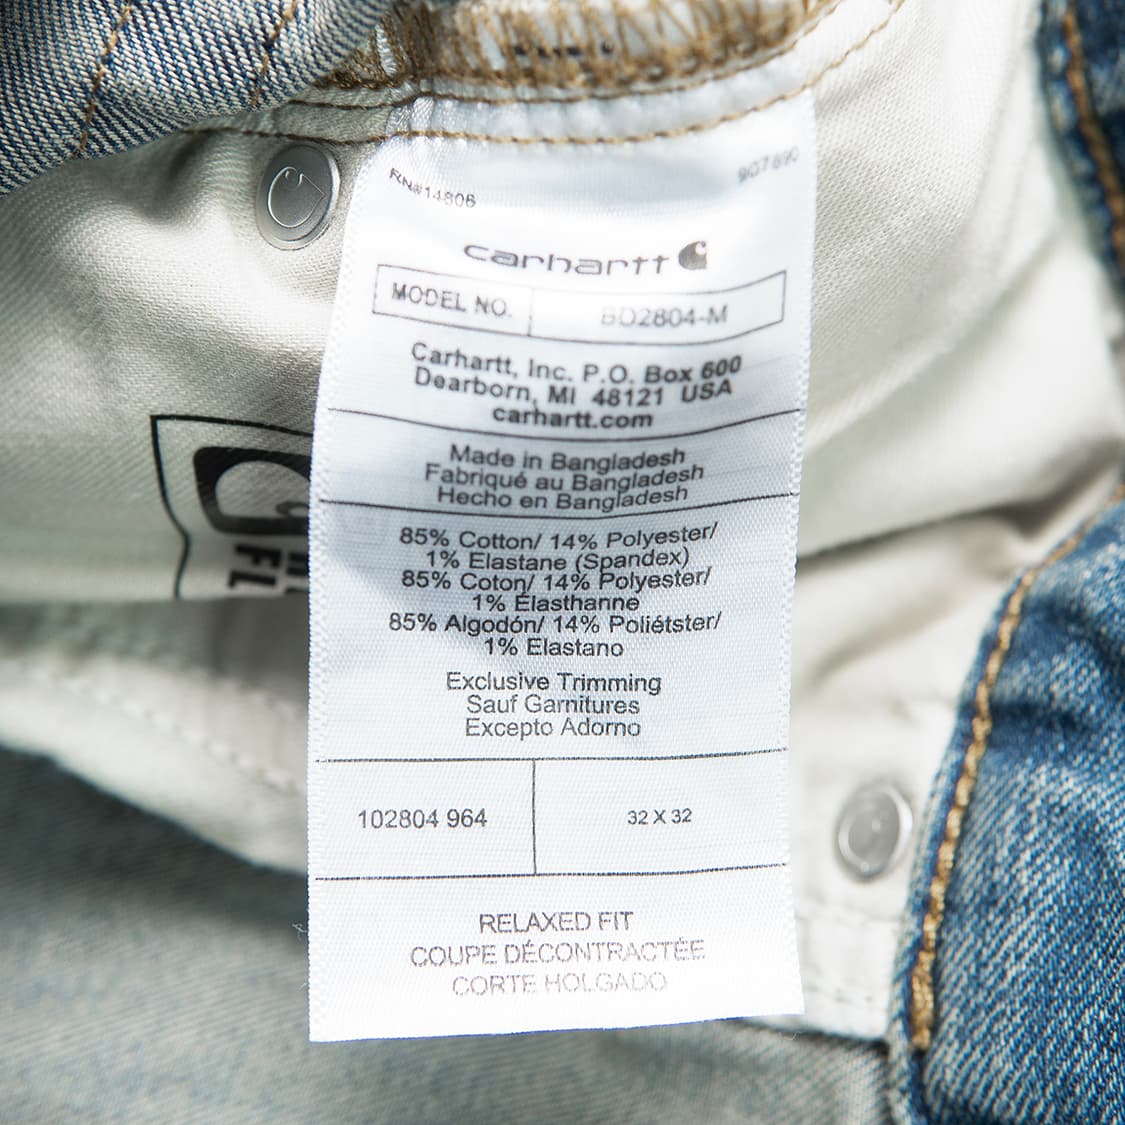 RN#14806
carhartt
MODEL NO. BD2804-M
Carhartt, Inc. P.O. Box 600
Dearborn, MI 48121 USA
carhartt.com
Made in Bangladesh
Fabriqué au Bangladesh
Hecho en Bangladesh
85% Cotton/ 14% Polyester/
1% Elastane (Spandex)
85% Coton/ 14% Polyester/
1% Élasthanne
85% Algodón/ 14% Poliétster/
1% Elastano
Exclusive Trimming
Sauf Garnitures
Excepto Adorno
102804 964 32 X 32
RELAXED FIT
COUPE DÉCONTRACTÉE
CORTE HOLGADO
FL